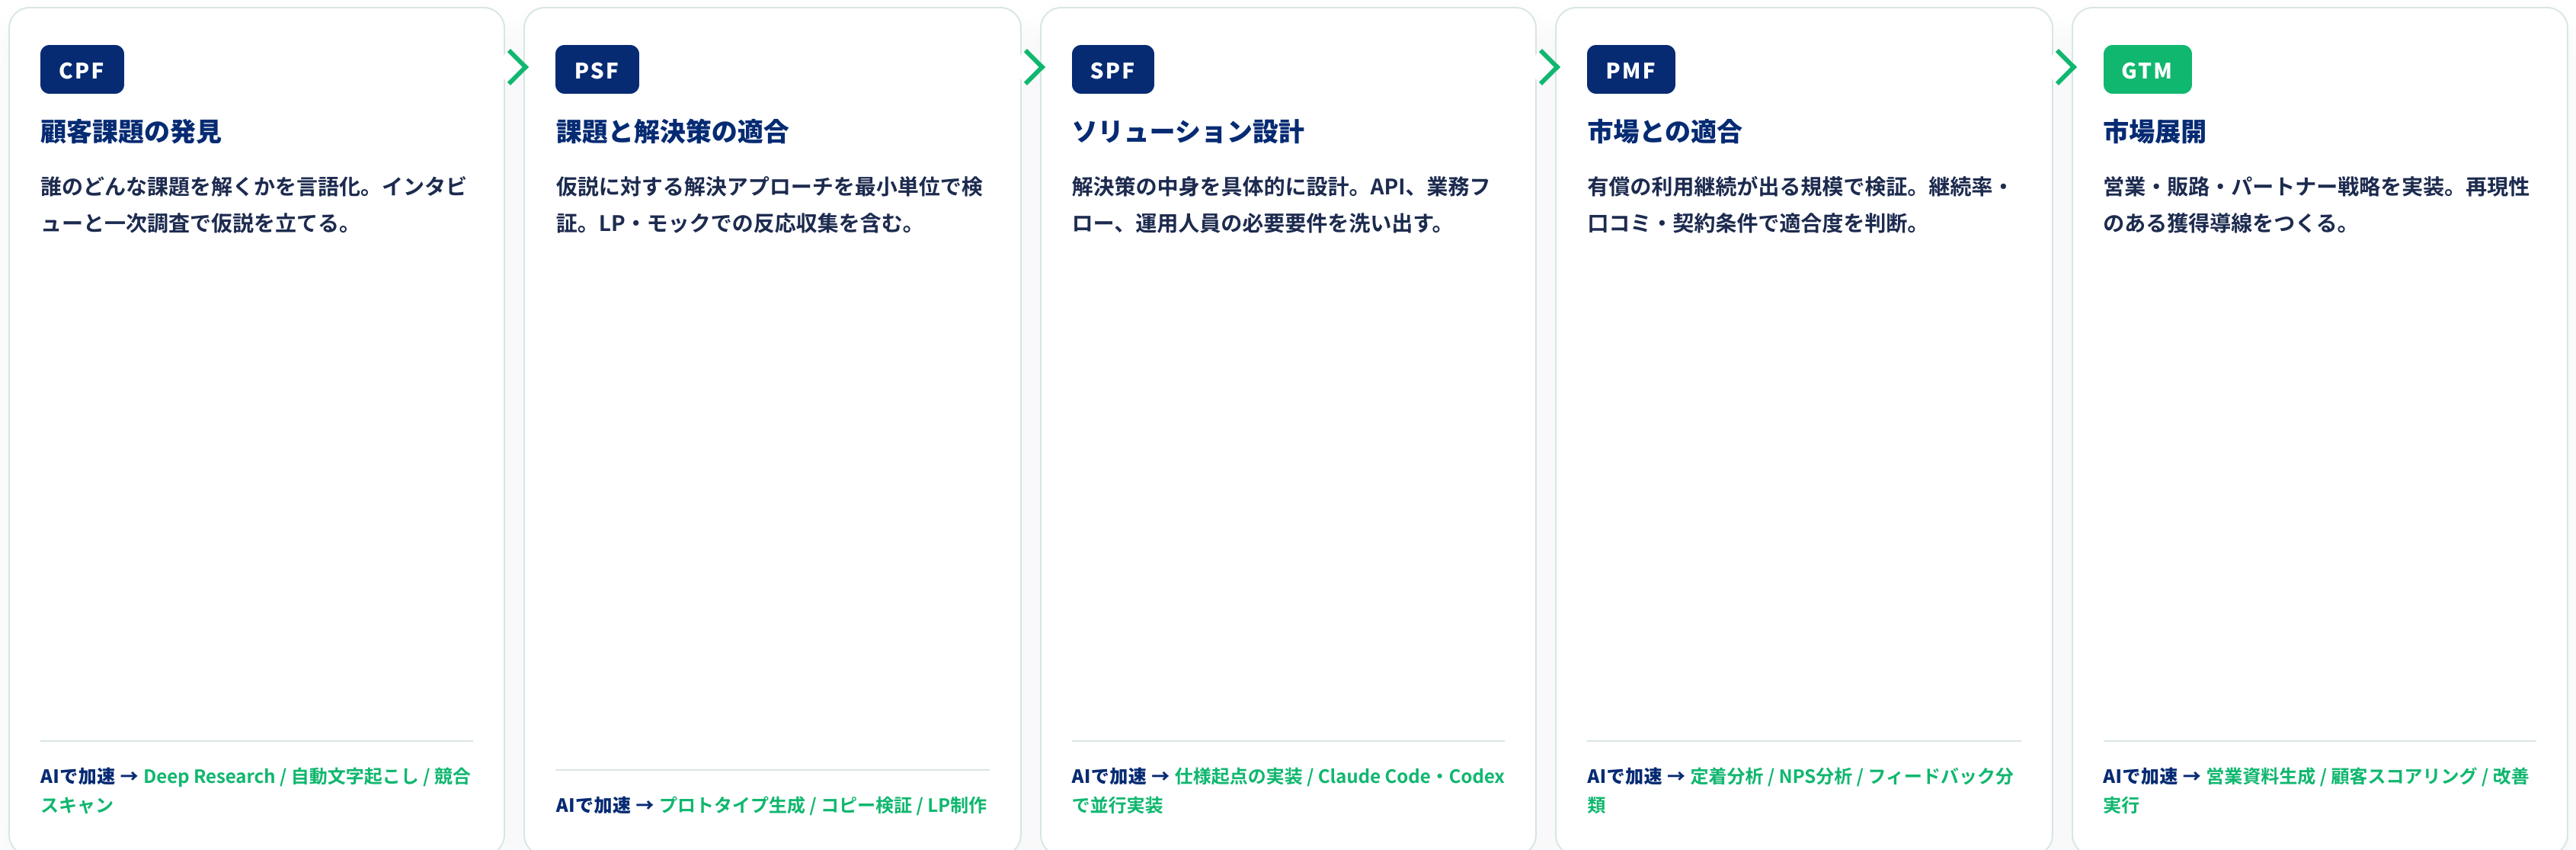 CPF
顧客課題の発見
誰のどんな課題を解くかを言語化。インタビ
ューと一次調査で仮説を立てる。
AIで加速 → Deep Research / 自動文字起こし / 競合
スキャン
PSF
課題と解決策の適合
仮説に対する解決アプローチを最小単位で検
証。LP・モックでの反応収集を含む。
AIで加速 → プロトタイプ生成 / コピー検証 / LP制作
SPF
ソリューション設計
解決策の中身を具体的に設計。API、業務フ
ロー、運用人員の必要要件を洗い出す。
AIで加速 → 仕様起点の実装 / Claude Code・Codex
で並行実装
PMF
市場との適合
有償の利用継続が出る規模で検証。継続率・
口コミ・契約条件で適合度を判断。
AIで加速 → 定着分析 / NPS分析 / フィードバック分
類
GTM
市場展開
営業・販路・パートナー戦略を実装。再現性
のある獲得導線をつくる。
AIで加速 → 営業資料生成 / 顧客スコアリング / 改善
実行